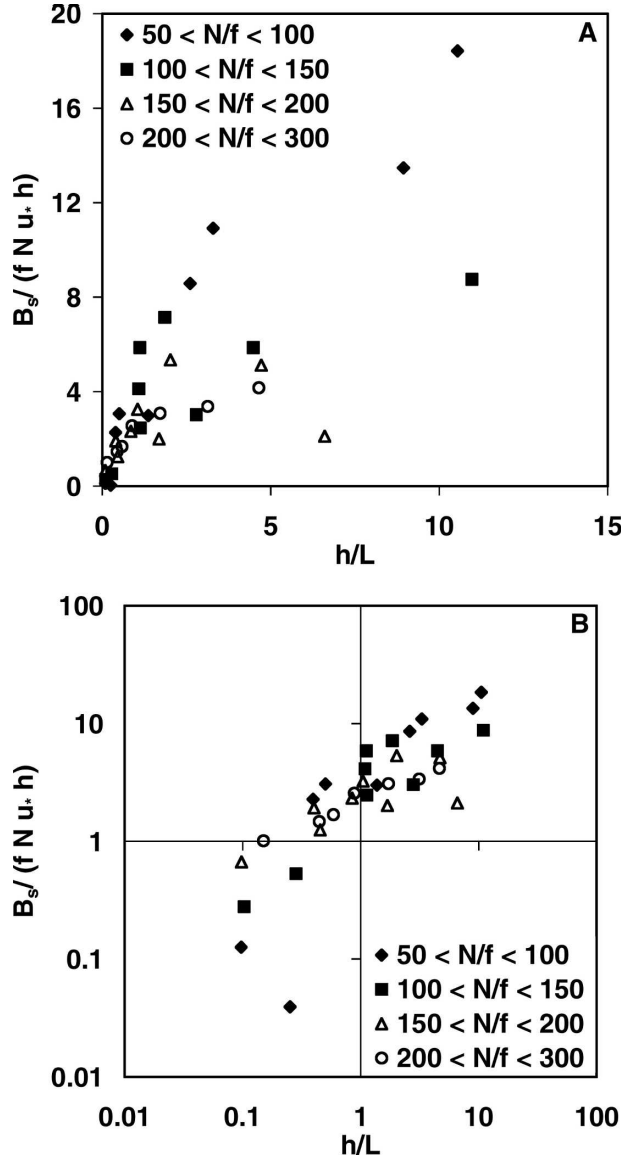 20
16
12
8
4
0
B_s/ (f N u* h)
A
50 < N/f < 100
100 < N/f < 150
150 < N/f < 200
200 < N/f < 300
0 5 10 15
h/L
100
10
1
0.1
0.01
B_s/ (f N u* h)
B
50 < N/f < 100
100 < N/f < 150
150 < N/f < 200
200 < N/f < 300
0.01 0.1 1 10 100
h/L